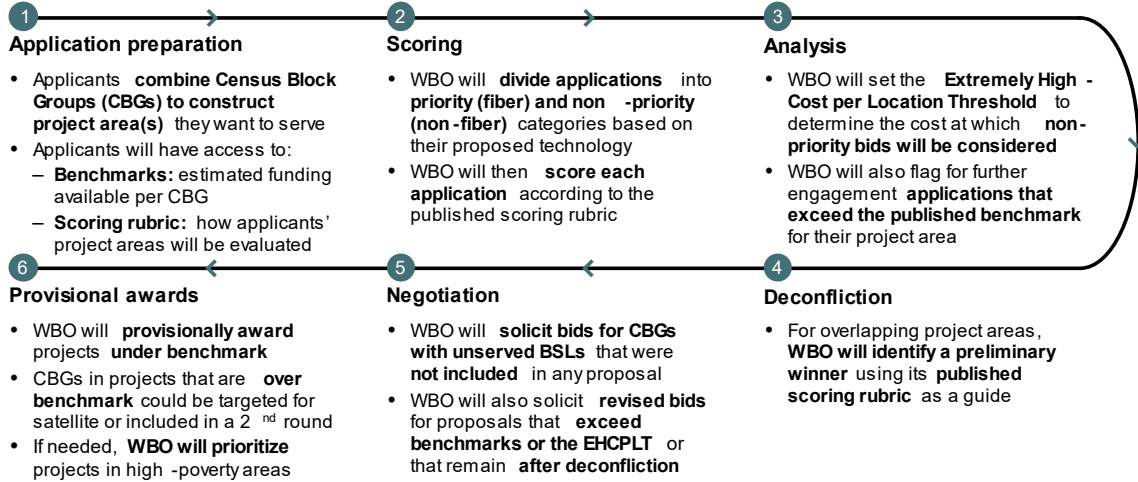 1
Application preparation
• Applicants combine Census Block
Groups (CBGs) to construct
project area(s) they want to serve
• Applicants will have access to:
– Benchmarks: estimated funding
available per CBG
– Scoring rubric: how applicants’
project areas will be evaluated
2
Scoring
• WBO will divide applications into
priority (fiber) and non -priority
(non -fiber) categories based on
their proposed technology
• WBO will then score each
application according to the
published scoring rubric
3
Analysis
• WBO will set the Extremely High -
Cost per Location Threshold to
determine the cost at which non-
priority bids will be considered
• WBO will also flag for further
engagement applications that
exceed the published benchmark
for their project area
4
Deconfliction
• For overlapping project areas,
WBO will identify a preliminary
winner using its published
scoring rubric as a guide
5
Negotiation
• WBO will solicit bids for CBGs
with unserved BSLs that were
not included in any proposal
• WBO will also solicit revised bids
for proposals that exceed
benchmarks or the EHCPLT or
that remain after deconfliction
6
Provisional awards
• WBO will provisionally award
projects under benchmark
• CBGs in projects that are over
benchmark could be targeted for
satellite or included in a 2 nd round
• If needed, WBO will prioritize
projects in high -poverty areas